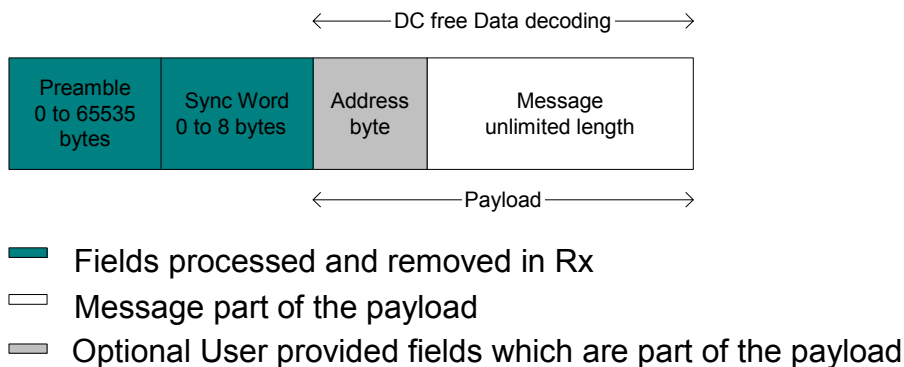 DC free Data decoding
Preamble
0 to 65535
bytes
Sync Word
0 to 8 bytes
Address
byte
Message
unlimited length
Payload
Fields processed and removed in Rx
Message part of the payload
Optional User provided fields which are part of the payload